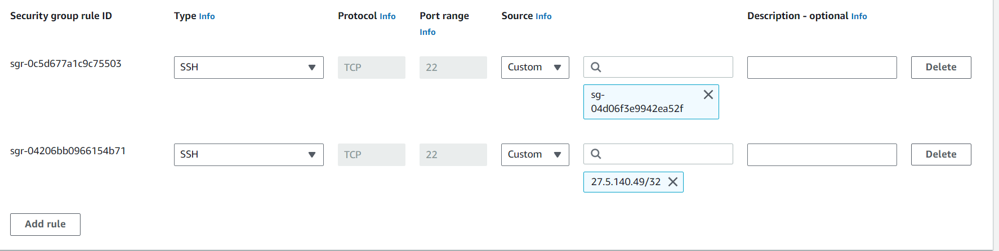 Security group rule ID
Type Info
Protocol Info
Port range
Info
Source Info
Description - optional Info
sgr-0c5d677a1c9c75503
SSH
TCP
22
Custom
Delete
sg-
04d06f3e9942ea52f
sgr-04206bb0966154b71
SSH
TCP
22
Custom
Delete
27.5.140.49/32
Add rule